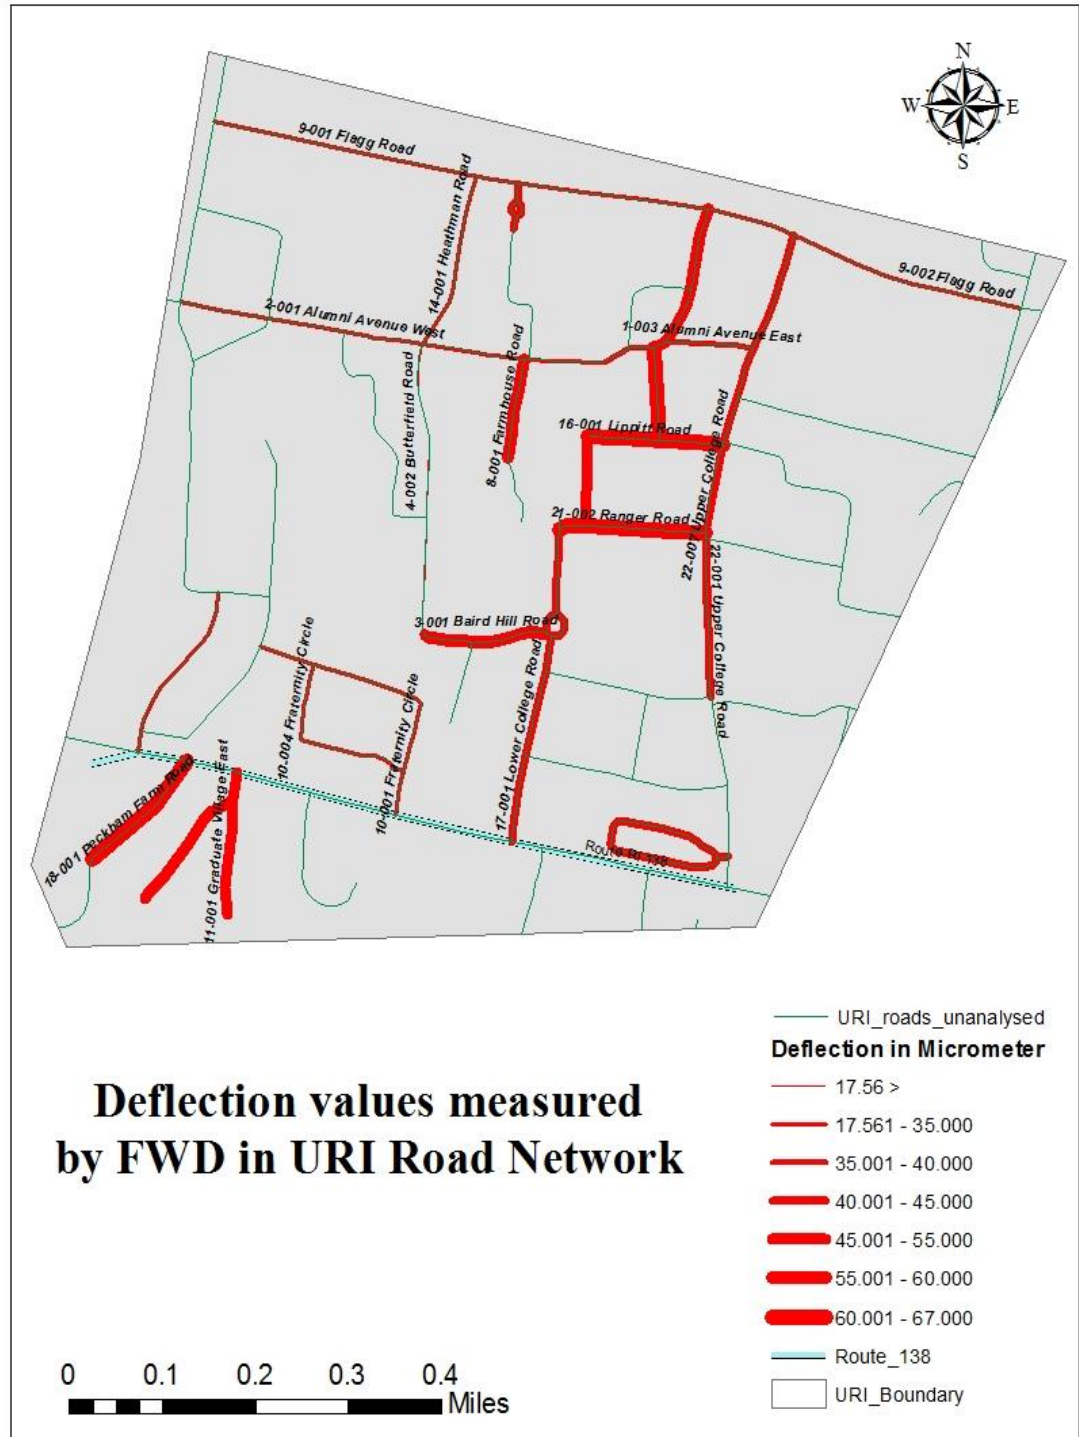 N
W E
S
9-001 Flagg Road
14-001 Heathman Road
9-002 Flagg Road
2-001 Alumni Avenue West
1-003 Alumni Avenue East
4-002 Butterfield Road
8-001 Farmhouse Road
16-001 Lippitt Road
22-007 Upper College Road
21-002 Ranger Road
22-001 Upper College Road
3-001 Baird Hill Road
10-004 Fraternity Circle
10-001 Fraternity Circle
17-001 Lower College Road
18-001 Peckham Farm Road
11-001 Graduate Village East
Route RI 138
URI_roads_unanalysed
Deflection in Micrometer
17.56 >
17.561 - 35.000
35.001 - 40.000
40.001 - 45.000
45.001 - 55.000
55.001 - 60.000
60.001 - 67.000
Route_138
URI_Boundary
Deflection values measured
by FWD in URI Road Network
0 0.1 0.2 0.3 0.4
Miles